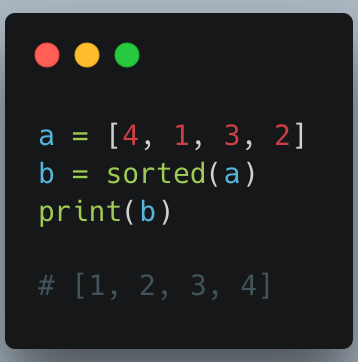 a = [4, 1, 3, 2]
b = sorted(a)
print(b)
# [1, 2, 3, 4]